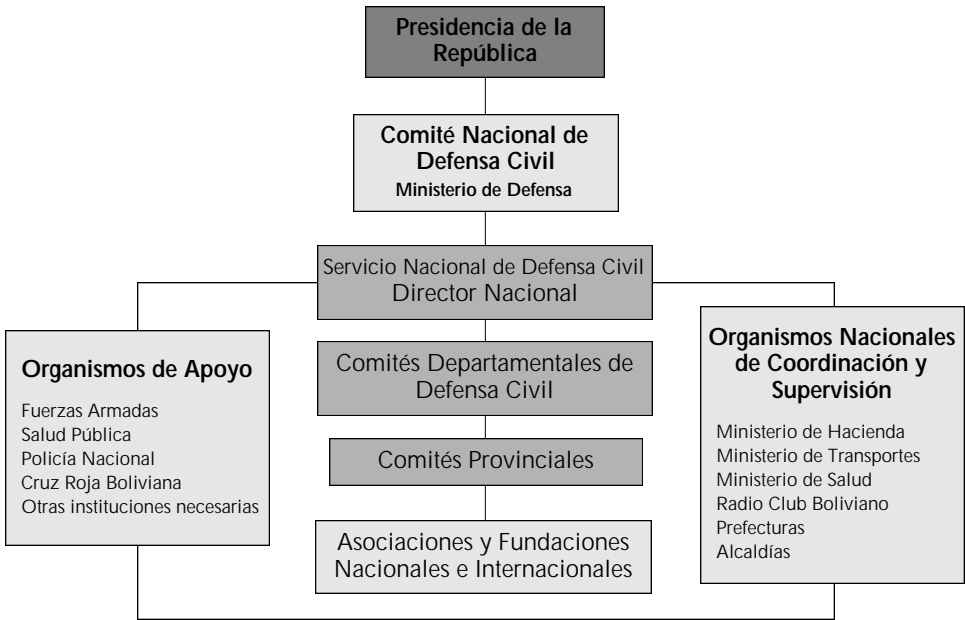 Presidencia de la
República
Comité Nacional de
Defensa Civil
Ministerio de Defensa
Servicio Nacional de Defensa Civil
Director Nacional
Organismos de Apoyo
Fuerzas Armadas
Salud Pública
Policía Nacional
Cruz Roja Boliviana
Otras instituciones necesarias
Comités Departamentales de
Defensa Civil
Comités Provinciales
Asociaciones y Fundaciones
Nacionales e Internacionales
Organismos Nacionales
de Coordinación y
Supervisión
Ministerio de Hacienda
Ministerio de Transportes
Ministerio de Salud
Radio Club Boliviano
Prefecturas
Alcaldías